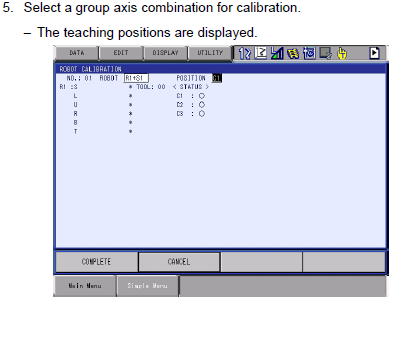 5. Select a group axis combination for calibration.
– The teaching positions are displayed.
DATA EDIT DISPLAY UTILITY
ROBOT CALIBRATION
NO.: 01 ROBOT R1+S1 POSITION C1
R1 :S * TOOL: 00 < STATUS >
L * C1 : ○
U * C2 : ○
R * C3 : ○
B *
T *
COMPLETE CANCEL
Main Menu Simple Menu